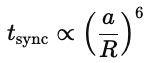 t_sync ∝ (a/R)^6